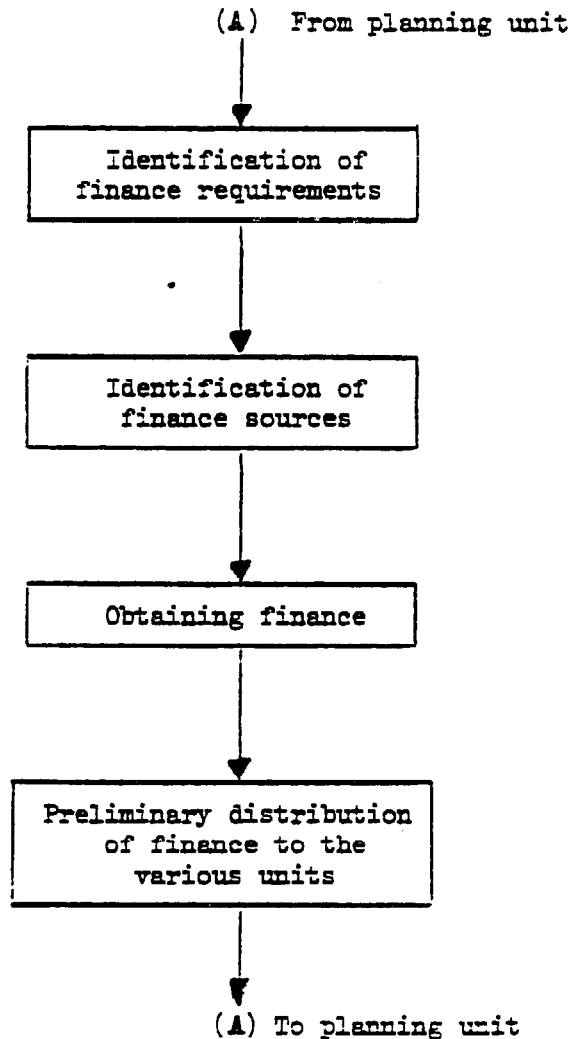 (A) From planning unit
Identification of
finance requirements
Identification of
finance sources
Obtaining finance
Preliminary distribution
of finance to the
various units
(A) To planning unit